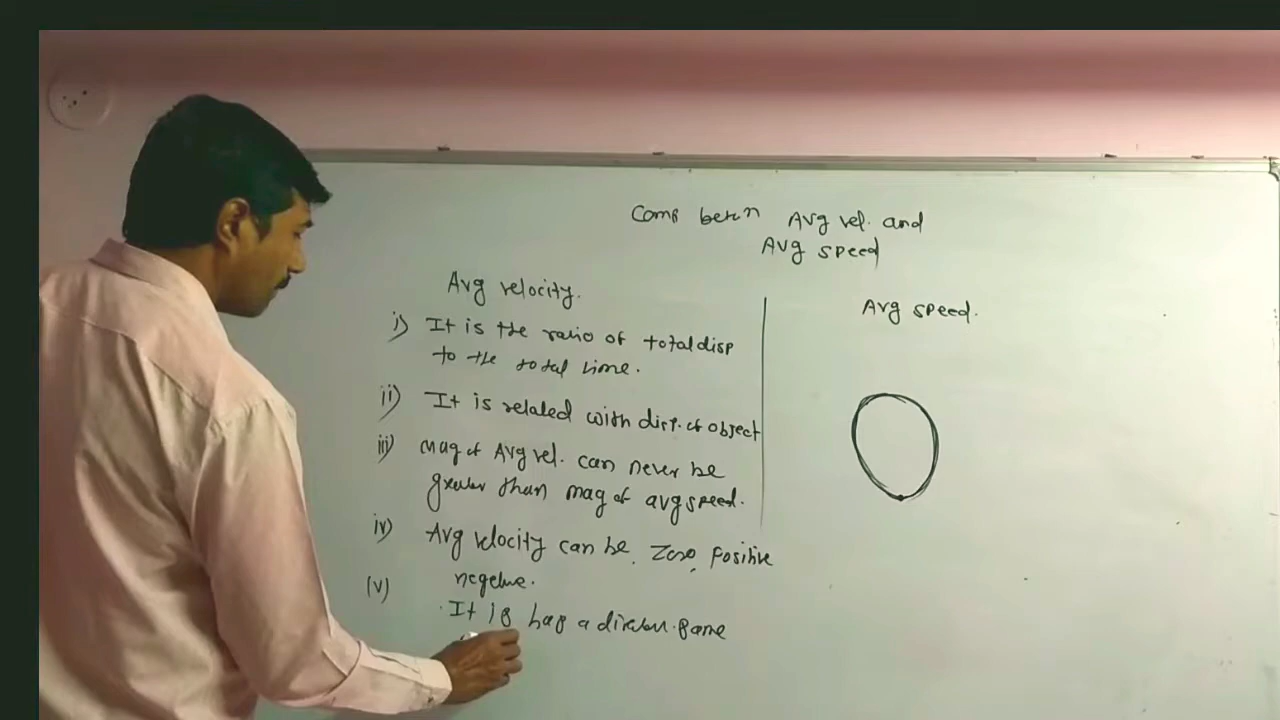 Comp betn Avg vel. and
Avg speed
Avg velocity.
i) It is the ratio of total disp
to the total time.
ii) It is related with disp. of object
iii) mag of Avg vel. can never be
greater than mag of avg speed.
iv) Avg velocity can be. Zero, positive
negetive.
(v)
It is has a direction same
Avg speed.